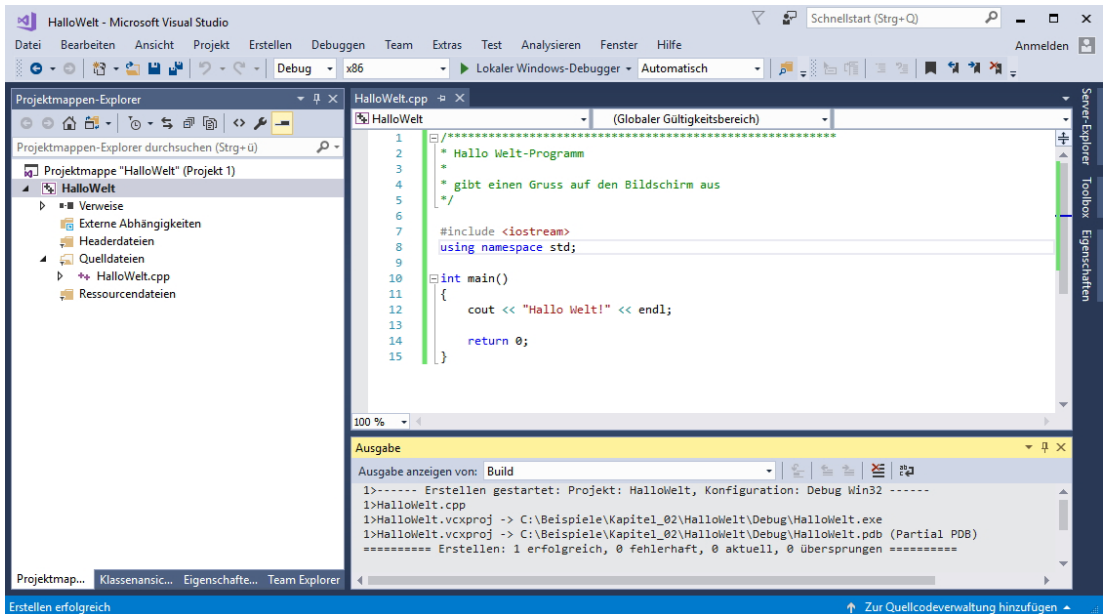 HalloWelt - Microsoft Visual Studio
Schnellstart (Strg+Q)
Datei Bearbeiten Ansicht Projekt Erstellen Debuggen Team Extras Test Analysieren Fenster Hilfe
Anmelden
Debug x86 Lokaler Windows-Debugger Automatisch
Projektmappen-Explorer
Projektmappen-Explorer durchsuchen (Strg+ü)
Projektmappe "HalloWelt" (Projekt 1)
HalloWelt
Verweise
Externe Abhängigkeiten
Headerdateien
Quelldateien
HalloWelt.cpp
Ressourcendateien
Projektmap... Klassenansic... Eigenschafte... Team Explorer
HalloWelt.cpp
HalloWelt (Globaler Gültigkeitsbereich)
1 /*********************************************************
2 * Hallo Welt-Programm
3 *
4 * gibt einen Gruss auf den Bildschirm aus
5 */
6
7 #include <iostream>
8 using namespace std;
9
10 int main()
11 {
12 cout << "Hallo Welt!" << endl;
13
14 return 0;
15 }
100 %
Ausgabe
Ausgabe anzeigen von: Build
1>------ Erstellen gestartet: Projekt: HalloWelt, Konfiguration: Debug Win32 ------
1>HalloWelt.cpp
1>HalloWelt.vcxproj -> C:\Beispiele\Kapitel_02\HalloWelt\Debug\HalloWelt.exe
1>HalloWelt.vcxproj -> C:\Beispiele\Kapitel_02\HalloWelt\Debug\HalloWelt.pdb (Partial PDB)
========== Erstellen: 1 erfolgreich, 0 fehlerhaft, 0 aktuell, 0 übersprungen ==========
Server-Explorer
Toolbox
Eigenschaften
Erstellen erfolgreich
Zur Quellcodeverwaltung hinzufügen